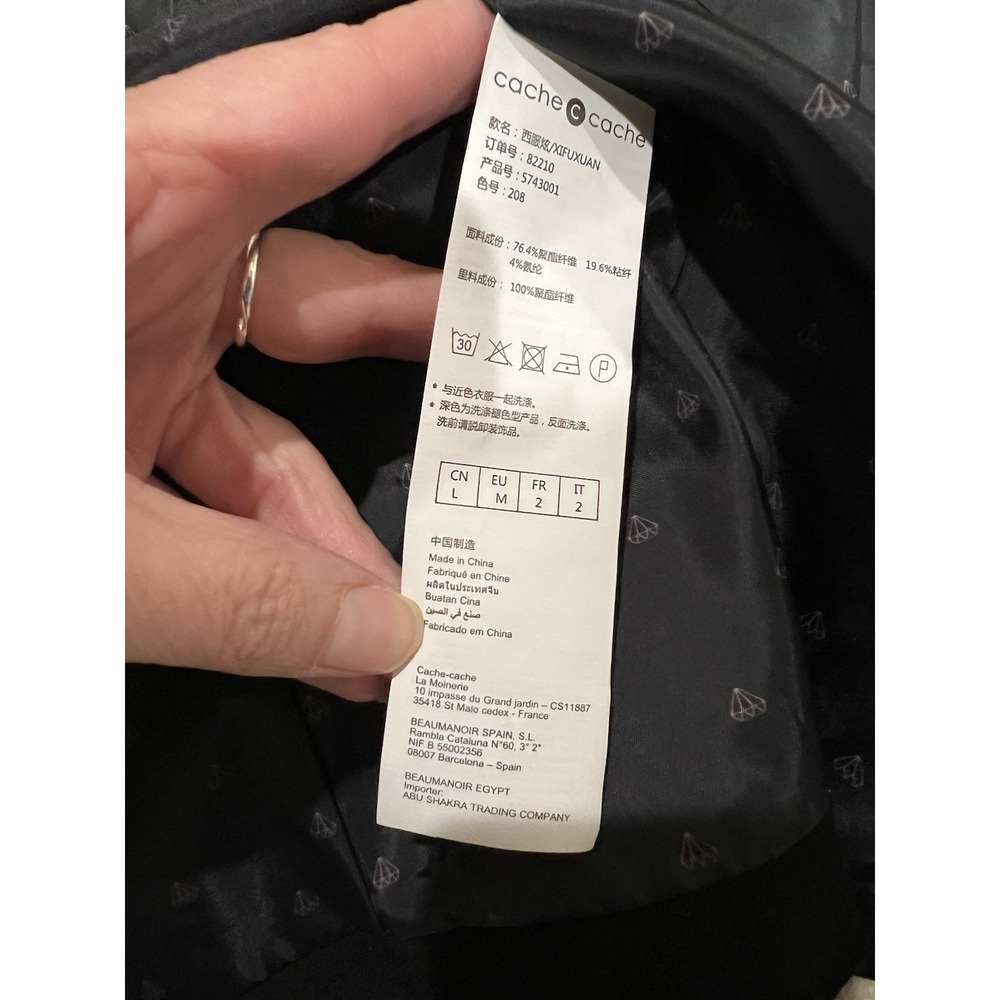 cache c cache
款名：西服炫/XIFUXUAN
订单号：82210
产品号：5743001
色号：208
面料成份：76.4%聚酯纤维 19.6%粘纤
4%氨纶
里料成份：100%聚酯纤维
30 P
* 与近色衣服一起洗涤。
* 深色为洗涤褪色型产品，反面洗涤。
洗前请説卸装饰品。
CN EU FR IT
L M 2 2
中国制造
Made in China
Fabriqué en Chine
ผลิตในประเทศจีน
Buatan Cina
صنع في الصين
Fabricado em China
Cache-cache
La Moinerie
10 impasse du Grand jardin – CS11887
35418 St Malo cedex - France
BEAUMANOIR SPAIN, S.L.
Rambla Cataluna N°60, 3° 2°
NIF B 55002356
08007 Barcelona – Spain
BEAUMANOIR EGYPT
Importer:
ABU SHAKRA TRADING COMPANY